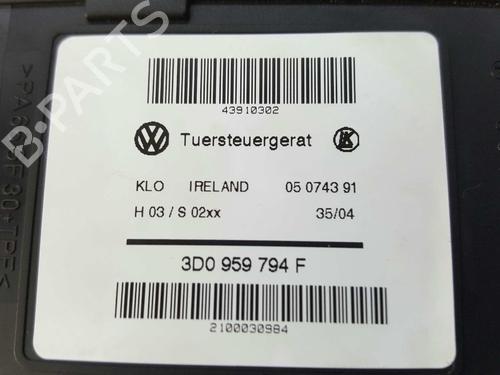 43910302
Tuersteuergerat
KLO IRELAND 05 0743 91
H 03 / S 02xx 35/04
3D0 959 794 F
2100030984
B-PARTS